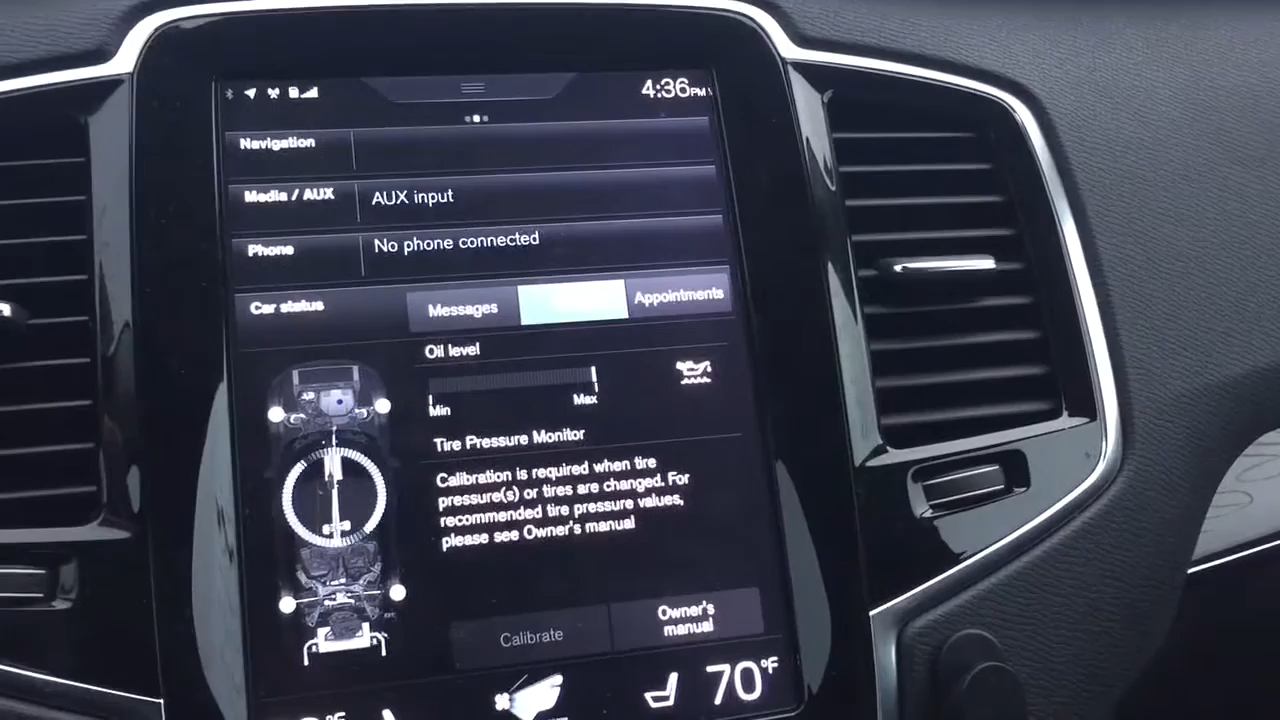 4:36PM
Navigation
Media / AUX
AUX input
Phone
No phone connected
Car status
Messages
Appointments
Oil level
Min
Max
Tire Pressure Monitor
Calibration is required when tire
pressure(s) or tires are changed. For
recommended tire pressure values,
please see Owner's manual
Calibrate
Owner's
manual
70°F
°F